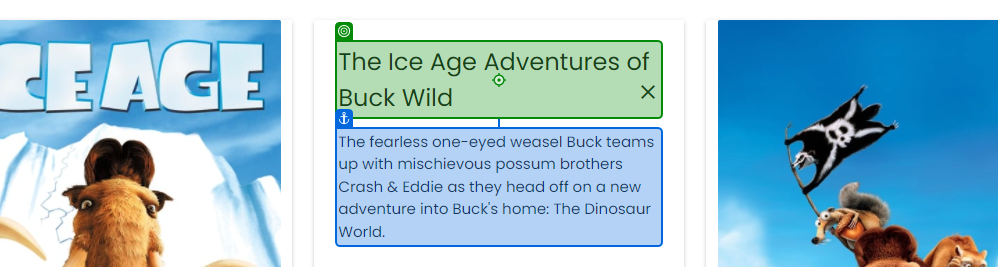 ICE AGE
The Ice Age Adventures of
Buck Wild
The fearless one-eyed weasel Buck teams
up with mischievous possum brothers
Crash & Eddie as they head off on a new
adventure into Buck's home: The Dinosaur
World.